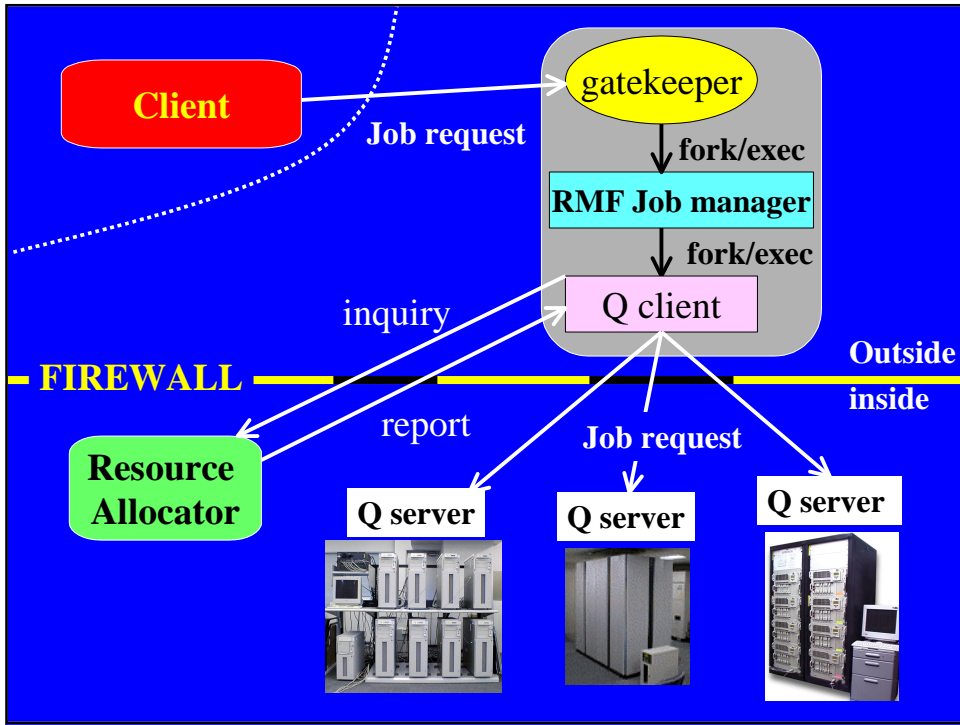 Client
gatekeeper
Job request
fork/exec
RMF Job manager
fork/exec
Q client
inquiry
Outside
FIREWALL
inside
report
Job request
Resource
Allocator
Q server
Q server
Q server